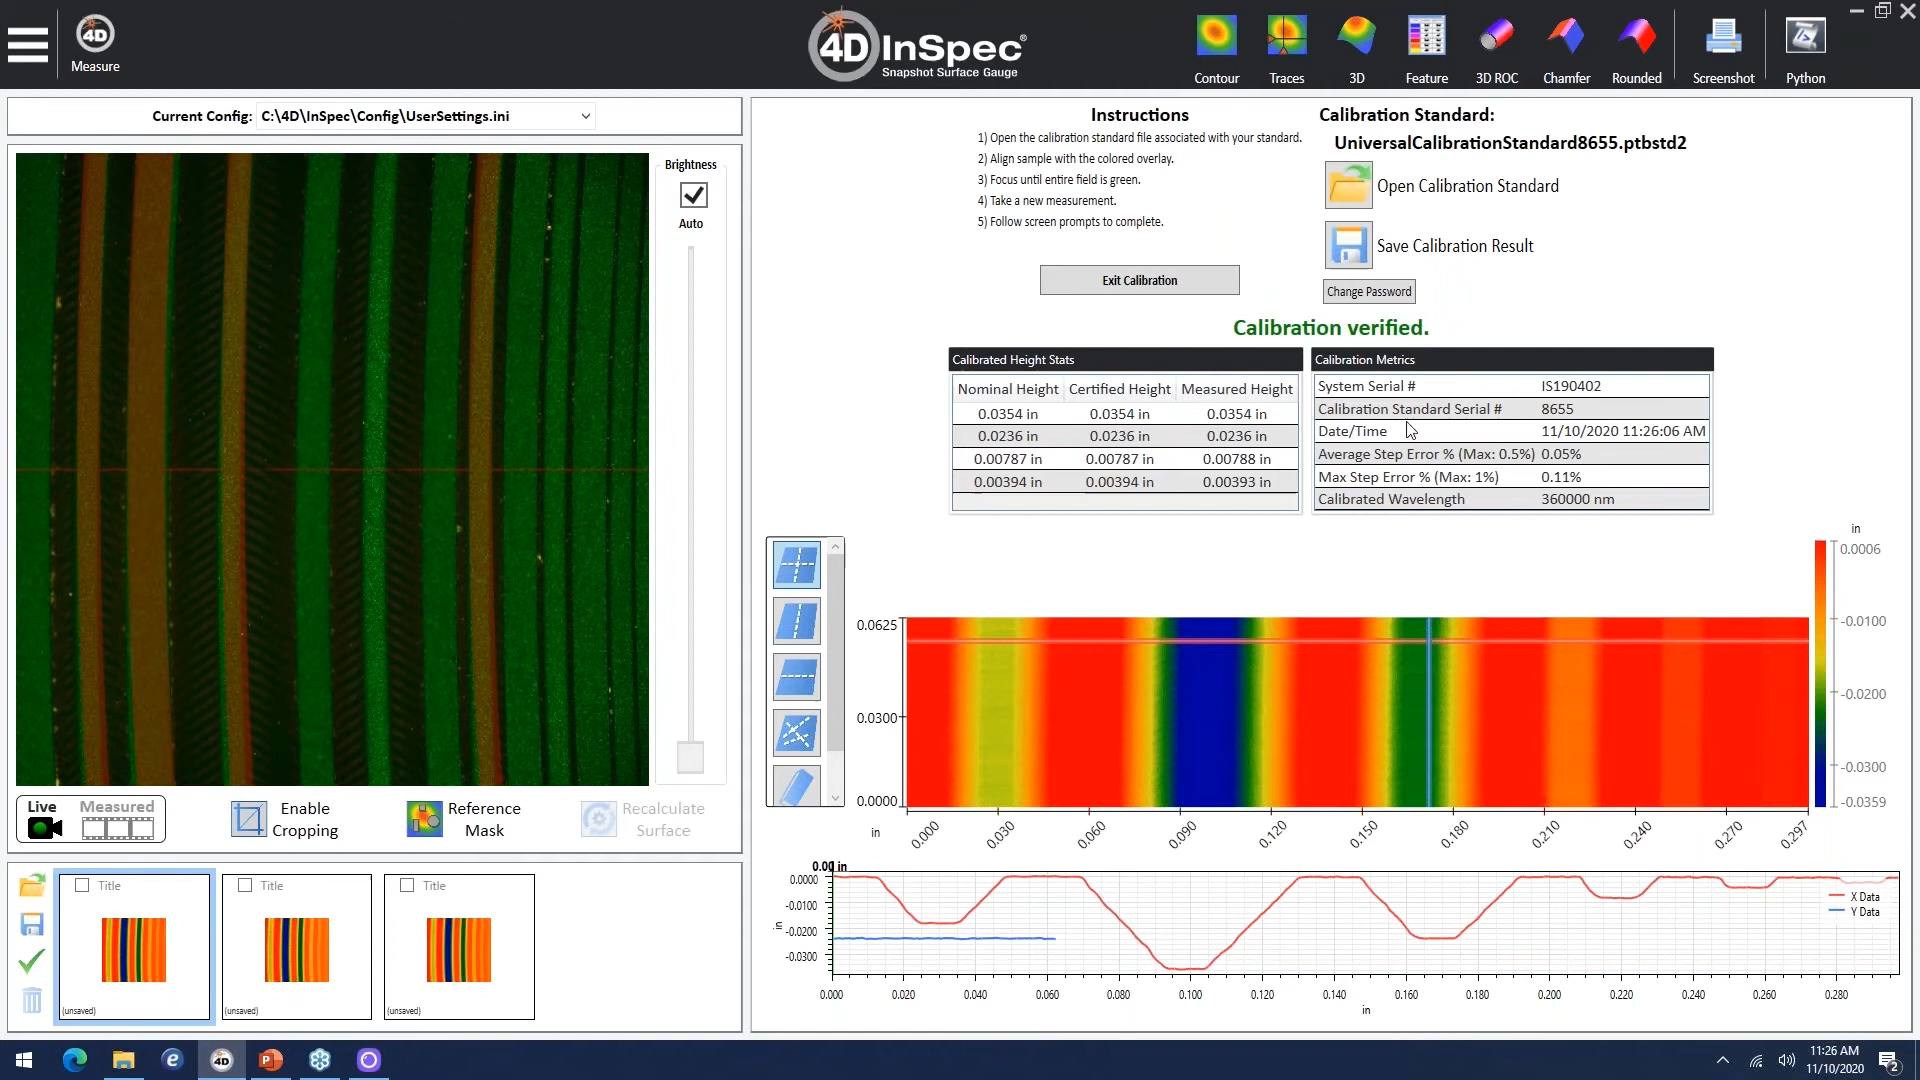 Measure
4D
4D InSpec®
Snapshot Surface Gauge
Contour
Traces
3D
Feature
3D ROC
Chamfer
Rounded
Screenshot
Python
Current Config: C:\4D\InSpec\Config\UserSettings.ini
Brightness
Auto
Live
Measured
Enable
Cropping
Reference
Mask
Recalculate
Surface
Title
(unsaved)
Title
(unsaved)
Title
(unsaved)
Instructions
1) Open the calibration standard file associated with your standard.
2) Align sample with the colored overlay.
3) Focus until entire field is green.
4) Take a new measurement.
5) Follow screen prompts to complete.
Exit Calibration
Calibration Standard:
UniversalCalibrationStandard8655.ptbstd2
Open Calibration Standard
Save Calibration Result
Change Password
Calibration verified.
Calibrated Height Stats
Nominal Height Certified Height Measured Height
0.0354 in 0.0354 in 0.0354 in
0.0236 in 0.0236 in 0.0236 in
0.00787 in 0.00787 in 0.00788 in
0.00394 in 0.00394 in 0.00393 in
Calibration Metrics
System Serial # IS190402
Calibration Standard Serial # 8655
Date/Time 11/10/2020 11:26:06 AM
Average Step Error % (Max: 0.5%) 0.05%
Max Step Error % (Max: 1%) 0.11%
Calibrated Wavelength 360000 nm
in
0.0006
-0.0100
-0.0200
-0.0300
-0.0359
0.0625
0.0300
0.0000
in
0.000 0.030 0.060 0.090 0.120 0.150 0.180 0.210 0.240 0.270 0.297
0.00 in
0.0000
-0.0100
-0.0200
-0.0300
in
X Data
Y Data
0.000 0.020 0.040 0.060 0.080 0.100 0.120 0.140 0.160 0.180 0.200 0.220 0.240 0.260 0.280
in
4D
P
11:26 AM
11/10/2020
2